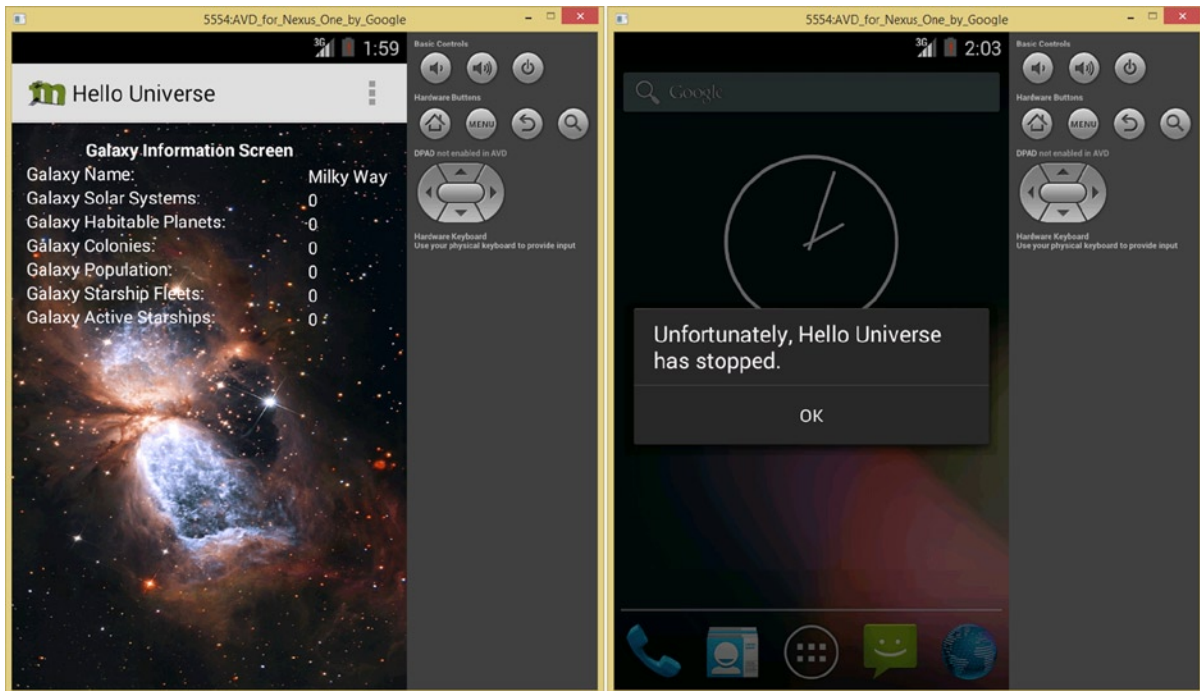 5554:AVD_for_Nexus_One_by_Google
3G 1:59
m Hello Universe
Galaxy Information Screen
Galaxy Name: Milky Way
Galaxy Solar Systems: 0
Galaxy Habitable Planets: 0
Galaxy Colonies: 0
Galaxy Population: 0
Galaxy Starship Fleets: 0
Galaxy Active Starships: 0
Basic Controls
Hardware Buttons
MENU
DPAD not enabled in AVD
Hardware Keyboard
Use your physical keyboard to provide input
5554:AVD_for_Nexus_One_by_Google
3G 2:03
Google
Unfortunately, Hello Universe
has stopped.
OK
Basic Controls
Hardware Buttons
MENU
DPAD not enabled in AVD
Hardware Keyboard
Use your physical keyboard to provide input